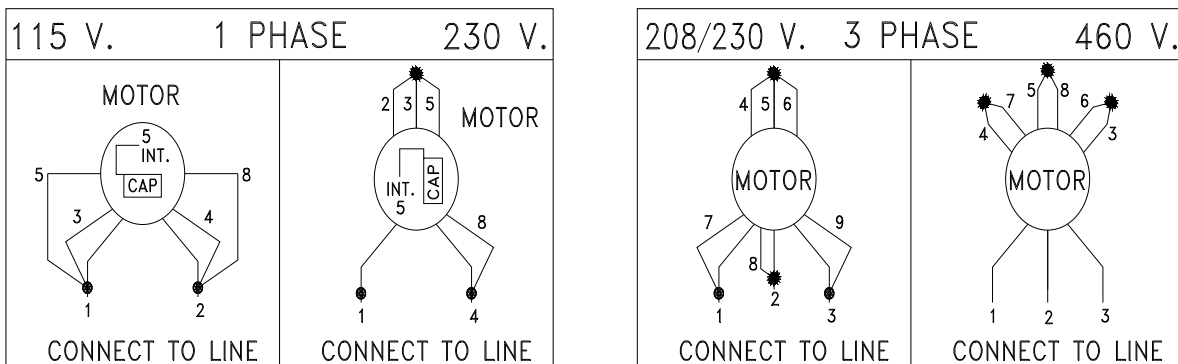 115 V. 1 PHASE 230 V.
MOTOR
5
INT.
CAP
5 8
3 4
1 2
CONNECT TO LINE
2 3 5
MOTOR
CAP
INT.
5
8
1 4
CONNECT TO LINE
208/230 V. 3 PHASE 460 V.
4 5 6
MOTOR
7 9
8
1 2 3
CONNECT TO LINE
5 8
7 6
4 3
MOTOR
1 2 3
CONNECT TO LINE